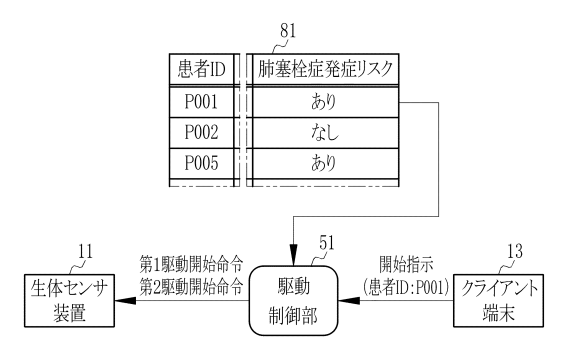 81
患者ID 肺塞栓症発症リスク
P001 あり
P002 なし
P005 あり
11
生体センサ
装置
第1駆動開始命令
第2駆動開始命令
51
駆動
制御部
開始指示
(患者ID:P001)
13
クライアント
端末